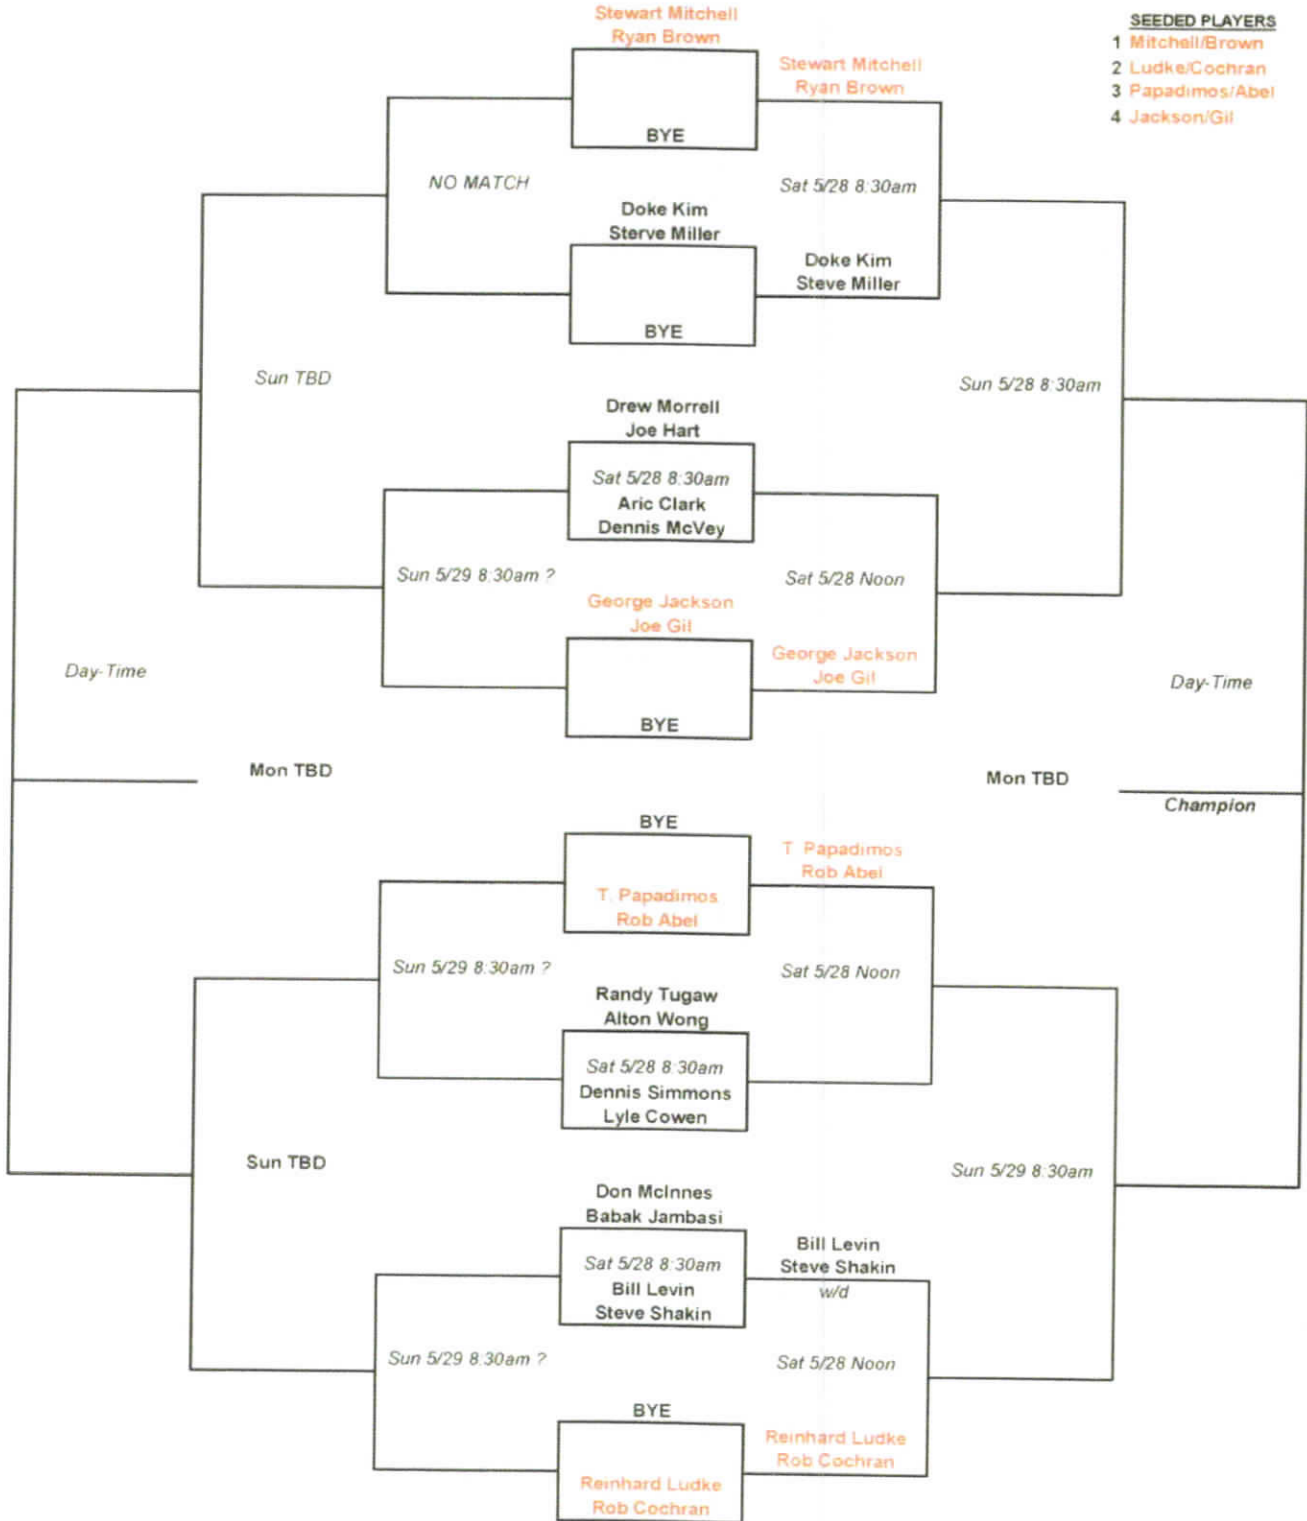 Stewart Mitchell
Ryan Brown
SEEDED PLAYERS
1 Mitchell/Brown
2 Ludke/Cochran
3 Papadimos/Abel
4 Jackson/Gil
Stewart Mitchell
Ryan Brown
BYE
NO MATCH
Sat 5/28 8:30am
Doke Kim
Sterve Miller
Doke Kim
Steve Miller
BYE
Sun TBD
Sun 5/28 8:30am
Drew Morrell
Joe Hart
Sat 5/28 8:30am
Aric Clark
Dennis McVey
Sun 5/29 8:30am ?
Sat 5/28 Noon
George Jackson
Joe Gil
George Jackson
Joe Gil
BYE
Day-Time
Day-Time
Mon TBD
Mon TBD
Champion
BYE
T. Papadimos
Rob Abel
T. Papadimos
Rob Abel
Sun 5/29 8:30am ?
Sat 5/28 Noon
Randy Tugaw
Alton Wong
Sat 5/28 8:30am
Dennis Simmons
Lyle Cowen
Sun TBD
Sun 5/29 8:30am
Don McInnes
Babak Jambasi
Sat 5/28 8:30am
Bill Levin
Steve Shakin
Bill Levin
Steve Shakin
w/d
Sun 5/29 8:30am ?
Sat 5/28 Noon
BYE
Reinhard Ludke
Rob Cochran
Reinhard Ludke
Rob Cochran